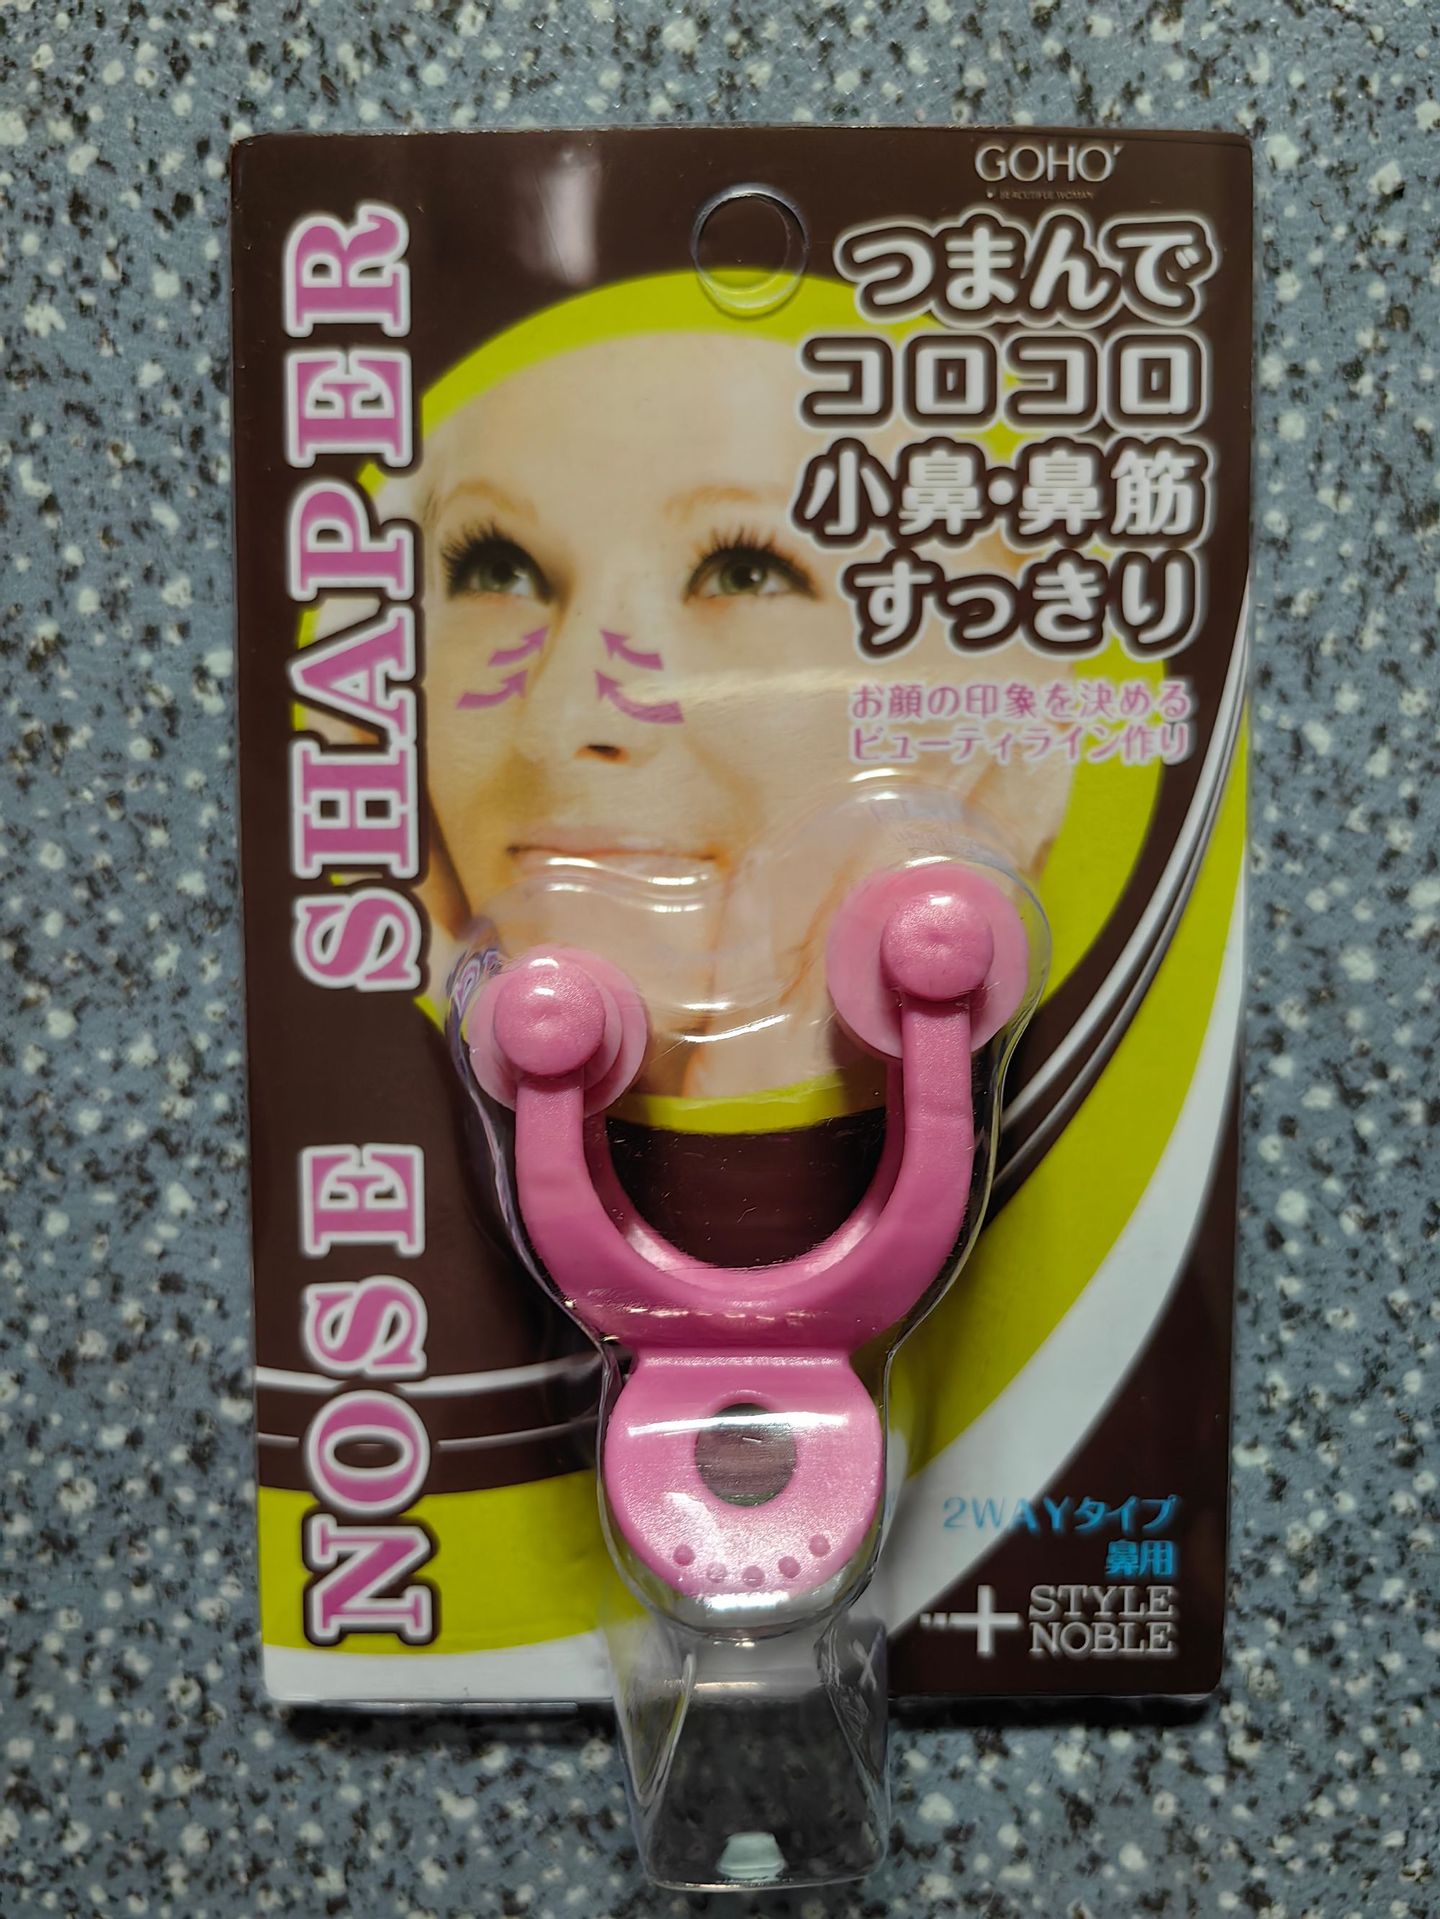 GOHO
BEAUTIFUL WOMAN
つまんで
コロコロ
小鼻・鼻筋
すっきり
お顔の印象を決める
ビューティライン作り
NOSE SHAPER
2WAYタイプ
鼻用
STYLE
NOBLE